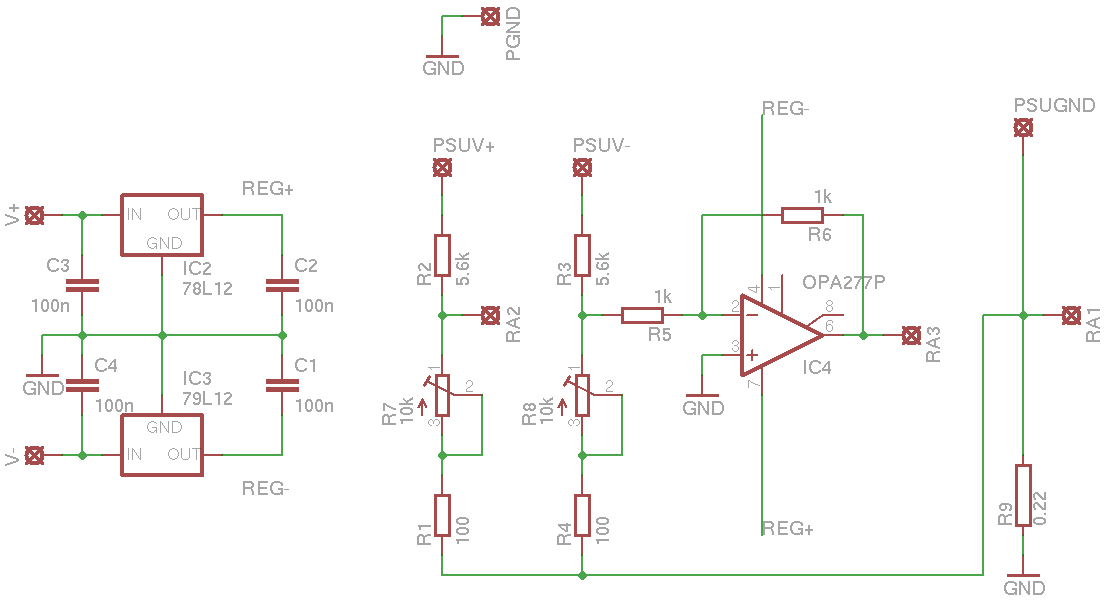 PGND
GND
V+
IN
OUT
GND
REG+
IC2
78L12
C3
100n
C2
100n
GND
C4
100n
C1
100n
IC3
79L12
GND
V-
IN
OUT
REG-
PSUV+
R2
5.6k
RA2
1
2
3
R7
10k
R1
100
PSUV-
R3
5.6k
1
2
3
R8
10k
R4
100
1k
R5
REG-
1k
R6
OPA277P
4
1
2
8
6
3
7
IC4
RA3
GND
REG+
PSUGND
RA1
R9
0.22
GND